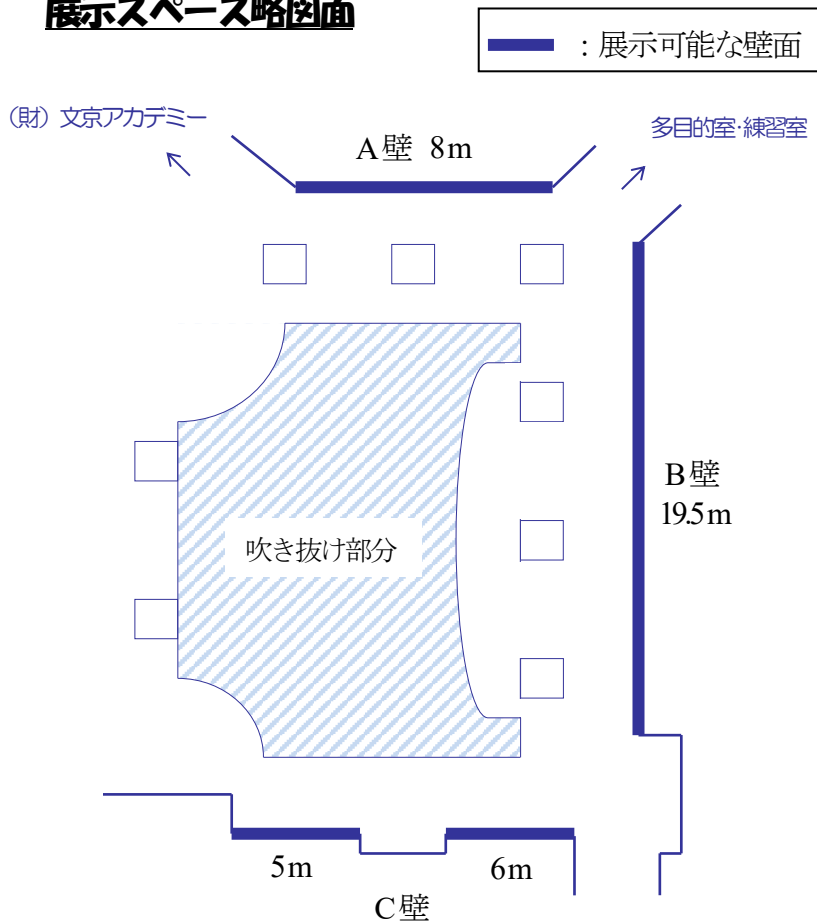 展示スペース略図面
：展示可能な壁面
（財）文京アカデミー
A壁 8m
多目的室・練習室
B壁
19.5m
吹き抜け部分
5m
6m
C壁